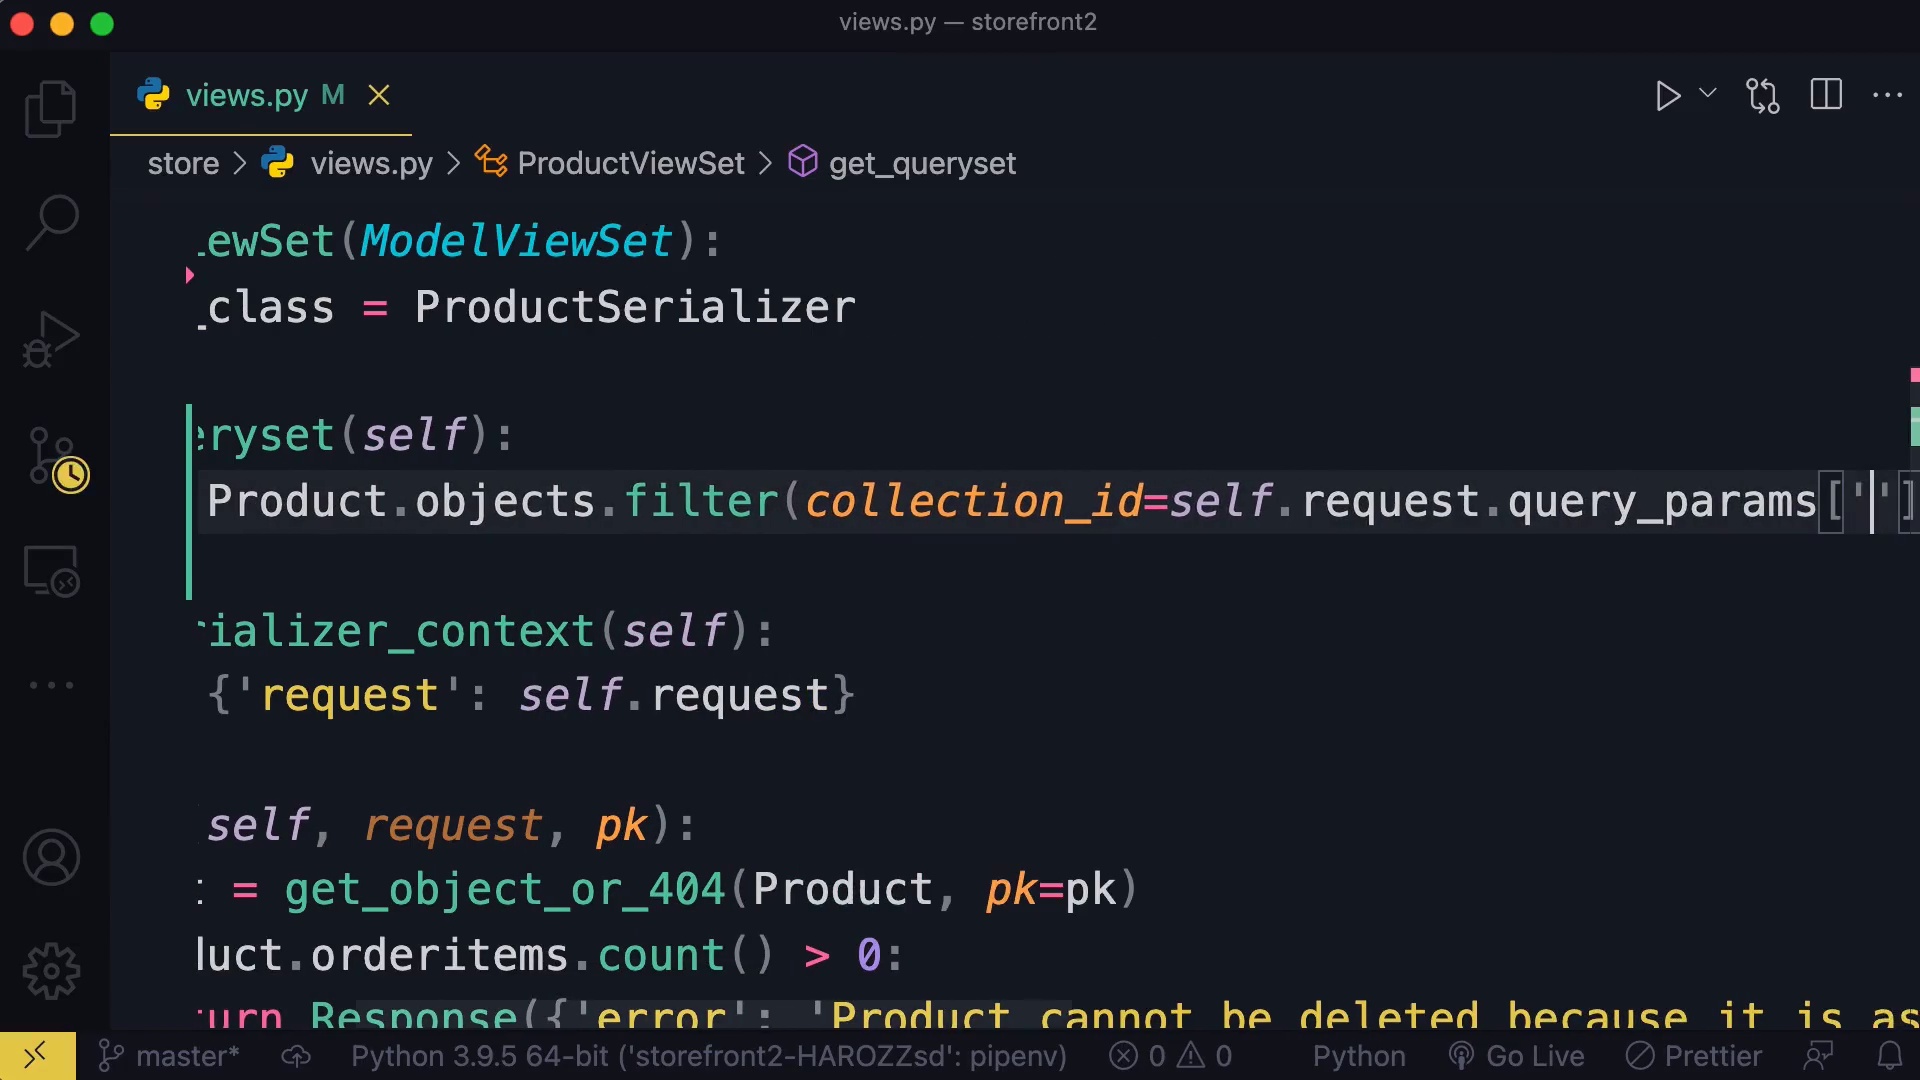 views.py — storefront2
views.py M
store > views.py > ProductViewSet > get_queryset
ewSet(ModelViewSet):
_class = ProductSerializer
eryset(self):
Product.objects.filter(collection_id=self.request.query_params['']
rializer_context(self):
{'request': self.request}
self, request, pk):
= get_object_or_404(Product, pk=pk)
luct.orderitems.count() > 0:
urn Response({'error': 'Product cannot be deleted because it is as
master* Python 3.9.5 64-bit ('storefront2-HAROZZsd': pipenv) 0 0 Python Go Live Prettier